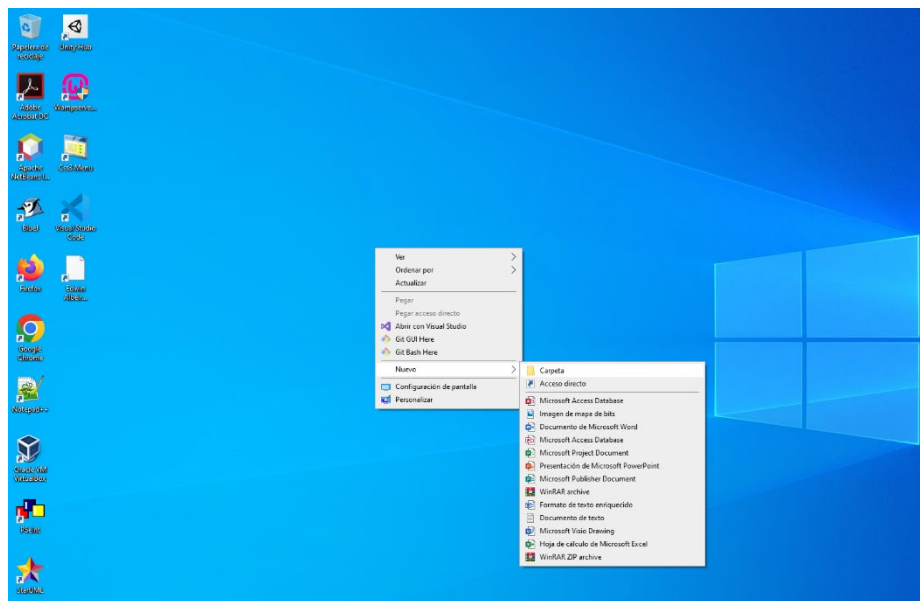 Papelera de
reciclaje
Unity Hub
Adobe
Acrobat DC
Wampserve...
Apache
NetBeans I...
Css3Menu
BlueJ
Visual Studio
Code
Firefox
Edwin
Google
Chrome
Notepad++
Oracle VM
VirtualBox
PSeInt
StarUML
Ver
Ordenar por
Actualizar
Pegar
Pegar acceso directo
Abrir con Visual Studio
Git GUI Here
Git Bash Here
Nuevo
Configuración de pantalla
Personalizar
Carpeta
Acceso directo
Microsoft Access Database
Imagen de mapa de bits
Documento de Microsoft Word
Microsoft Access Database
Microsoft Project Document
Presentación de Microsoft PowerPoint
Microsoft Publisher Document
WinRAR archive
Formato de texto enriquecido
Documento de texto
Microsoft Visio Drawing
Hoja de cálculo de Microsoft Excel
WinRAR ZIP archive